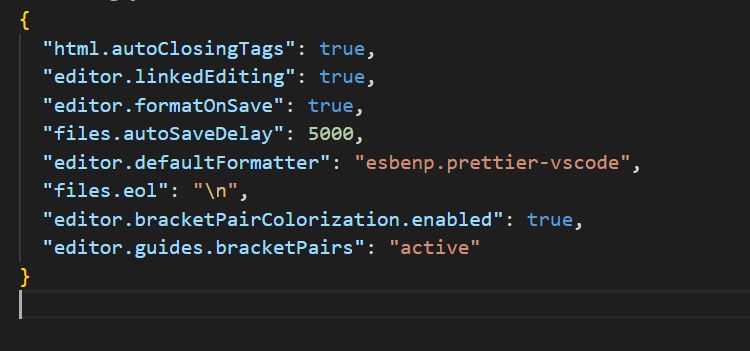 {
  "html.autoClosingTags": true,
  "editor.linkedEditing": true,
  "editor.formatOnSave": true,
  "files.autoSaveDelay": 5000,
  "editor.defaultFormatter": "esbenp.prettier-vscode",
  "files.eol": "\n",
  "editor.bracketPairColorization.enabled": true,
  "editor.guides.bracketPairs": "active"
}